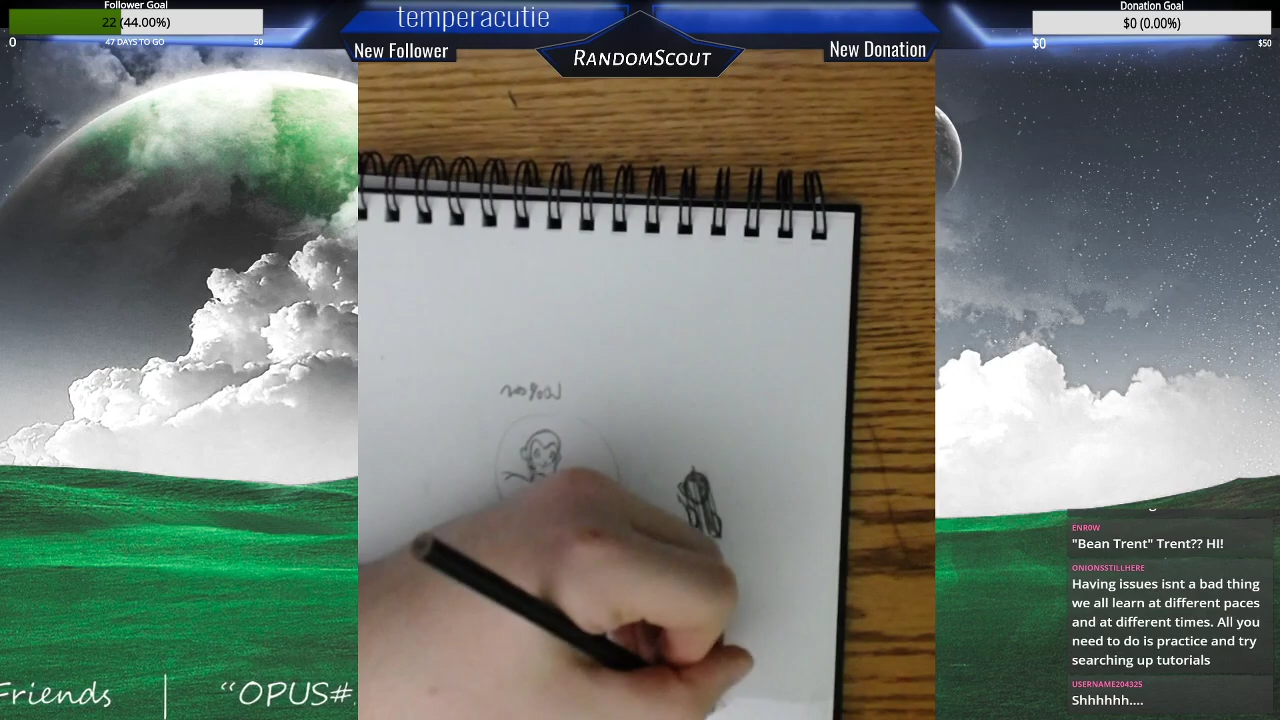 Follower Goal
22 (44.00%)
0
47 DAYS TO GO
50
temperacutie
New Follower
RANDOMSCOUT
New Donation
Donation Goal
$0 (0.00%)
$0
$50
ENR0W
"Bean Trent" Trent?? HI!
ONIONSSTILLHERE
Having issues isnt a bad thing
we all learn at different paces
and at different times. All you
need to do is practice and try
searching up tutorials
USERNAME204325
Shhhhhh....
Friends | “OPUS#